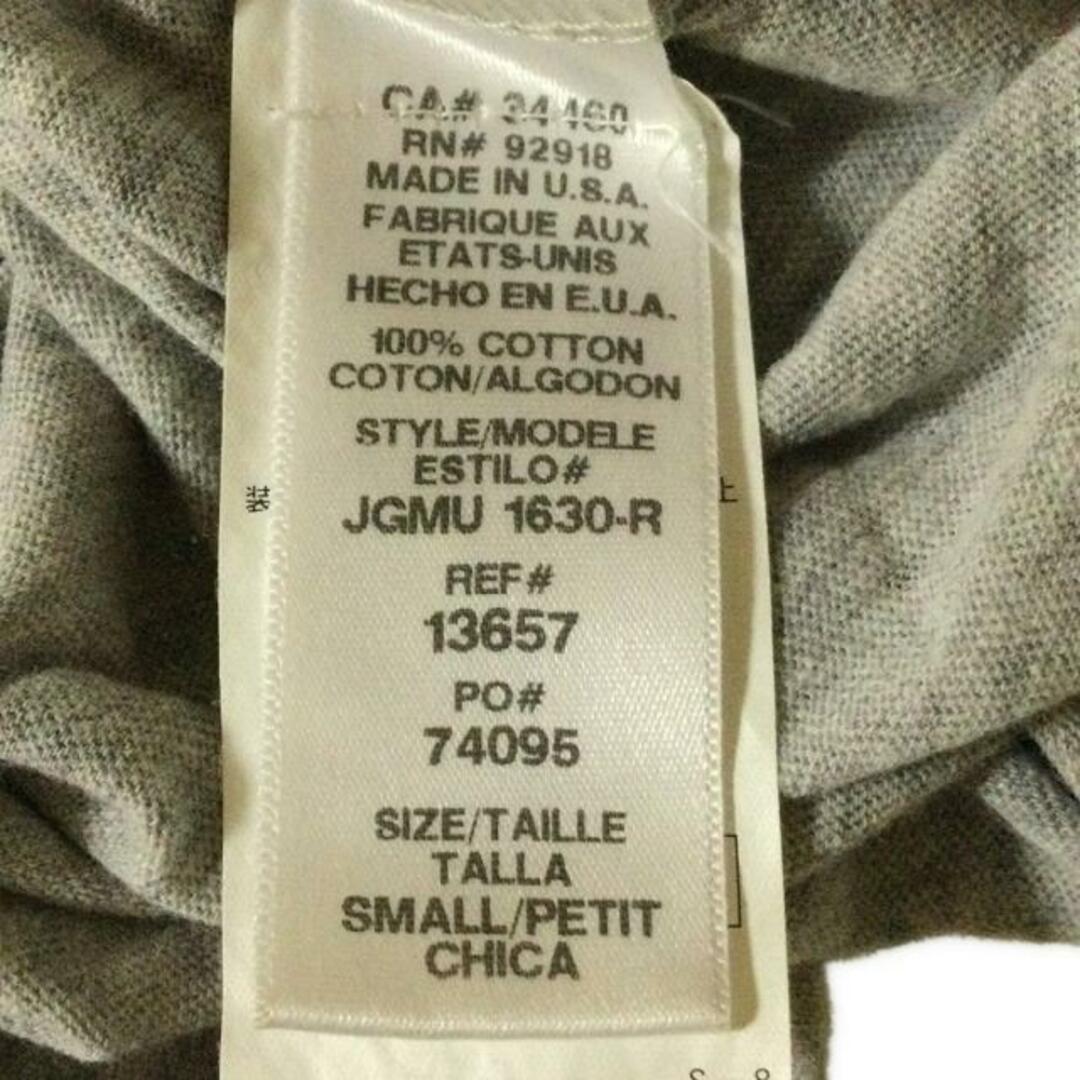 CA# 34460
RN# 92918
MADE IN U.S.A.
FABRIQUE AUX
ETATS-UNIS
HECHO EN E.U.A.
100% COTTON
COTON/ALGODON
STYLE/MODELE
ESTILO#
JGMU 1630-R
REF#
13657
PO#
74095
SIZE/TAILLE
TALLA
SMALL/PETIT
CHICA